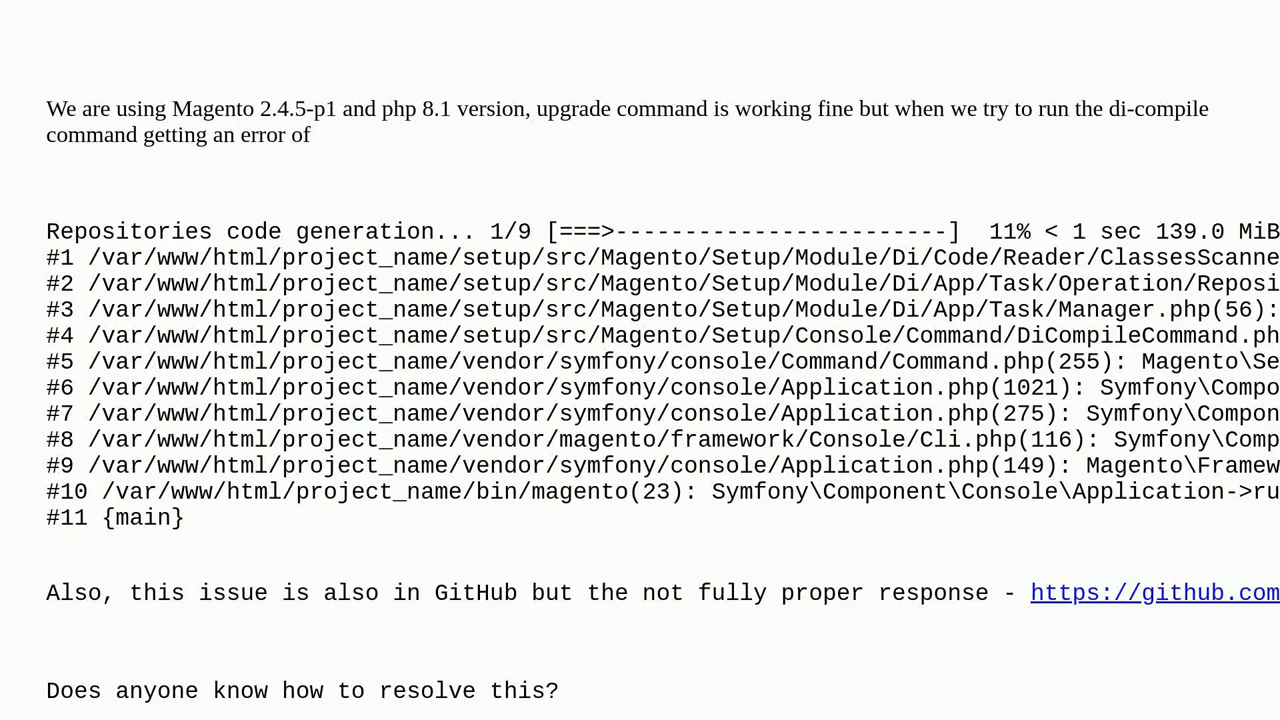 We are using Magento 2.4.5-p1 and php 8.1 version, upgrade command is working fine but when we try to run the di-compile
command getting an error of
Repositories code generation... 1/9 [===>------------------------]  11% < 1 sec 139.0 MiB
#1 /var/www/html/project_name/setup/src/Magento/Setup/Module/Di/Code/Reader/ClassesScanne
#2 /var/www/html/project_name/setup/src/Magento/Setup/Module/Di/App/Task/Operation/Reposi
#3 /var/www/html/project_name/setup/src/Magento/Setup/Module/Di/App/Task/Manager.php(56):
#4 /var/www/html/project_name/setup/src/Magento/Setup/Console/Command/DiCompileCommand.ph
#5 /var/www/html/project_name/vendor/symfony/console/Command/Command.php(255): Magento\Se
#6 /var/www/html/project_name/vendor/symfony/console/Application.php(1021): Symfony\Compo
#7 /var/www/html/project_name/vendor/symfony/console/Application.php(275): Symfony\Compon
#8 /var/www/html/project_name/vendor/magento/framework/Console/Cli.php(116): Symfony\Comp
#9 /var/www/html/project_name/vendor/symfony/console/Application.php(149): Magento\Framew
#10 /var/www/html/project_name/bin/magento(23): Symfony\Component\Console\Application->ru
#11 {main}
Also, this issue is also in GitHub but the not fully proper response - https://github.com
Does anyone know how to resolve this?